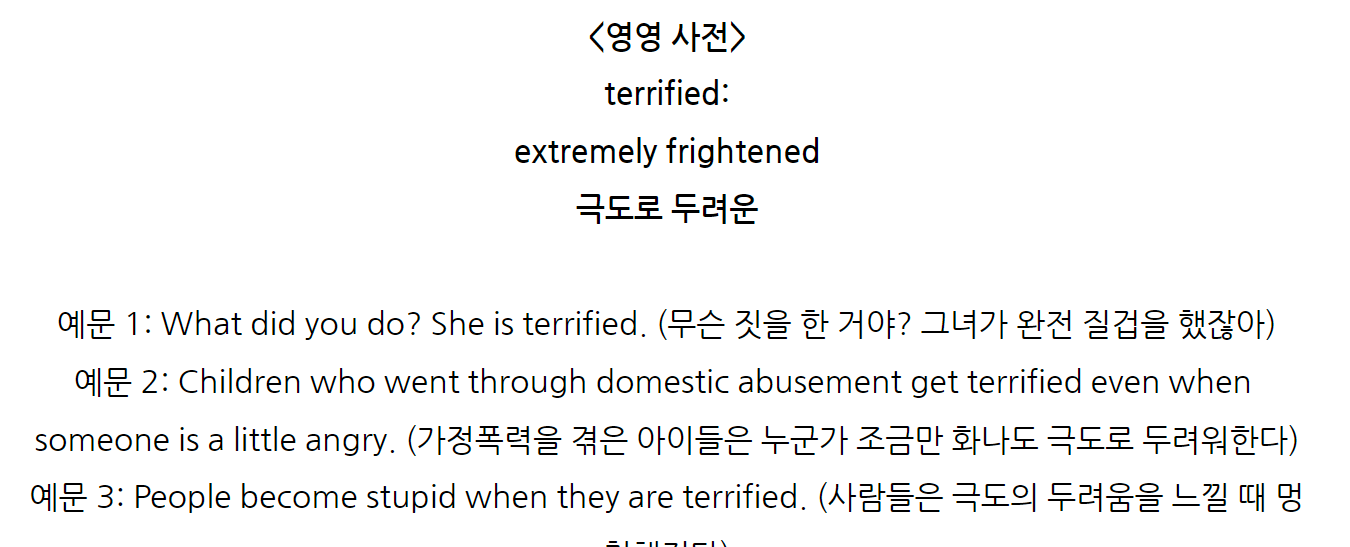 <영영 사전>
terrified:
extremely frightened
극도로 두려운
예문 1: What did you do? She is terrified. (무슨 짓을 한 거야? 그녀가 완전 질겁을 했잖아)
예문 2: Children who went through domestic abusement get terrified even when
someone is a little angry. (가정폭력을 겪은 아이들은 누군가 조금만 화나도 극도로 두려워한다)
예문 3: People become stupid when they are terrified. (사람들은 극도의 두려움을 느낄 때 멍